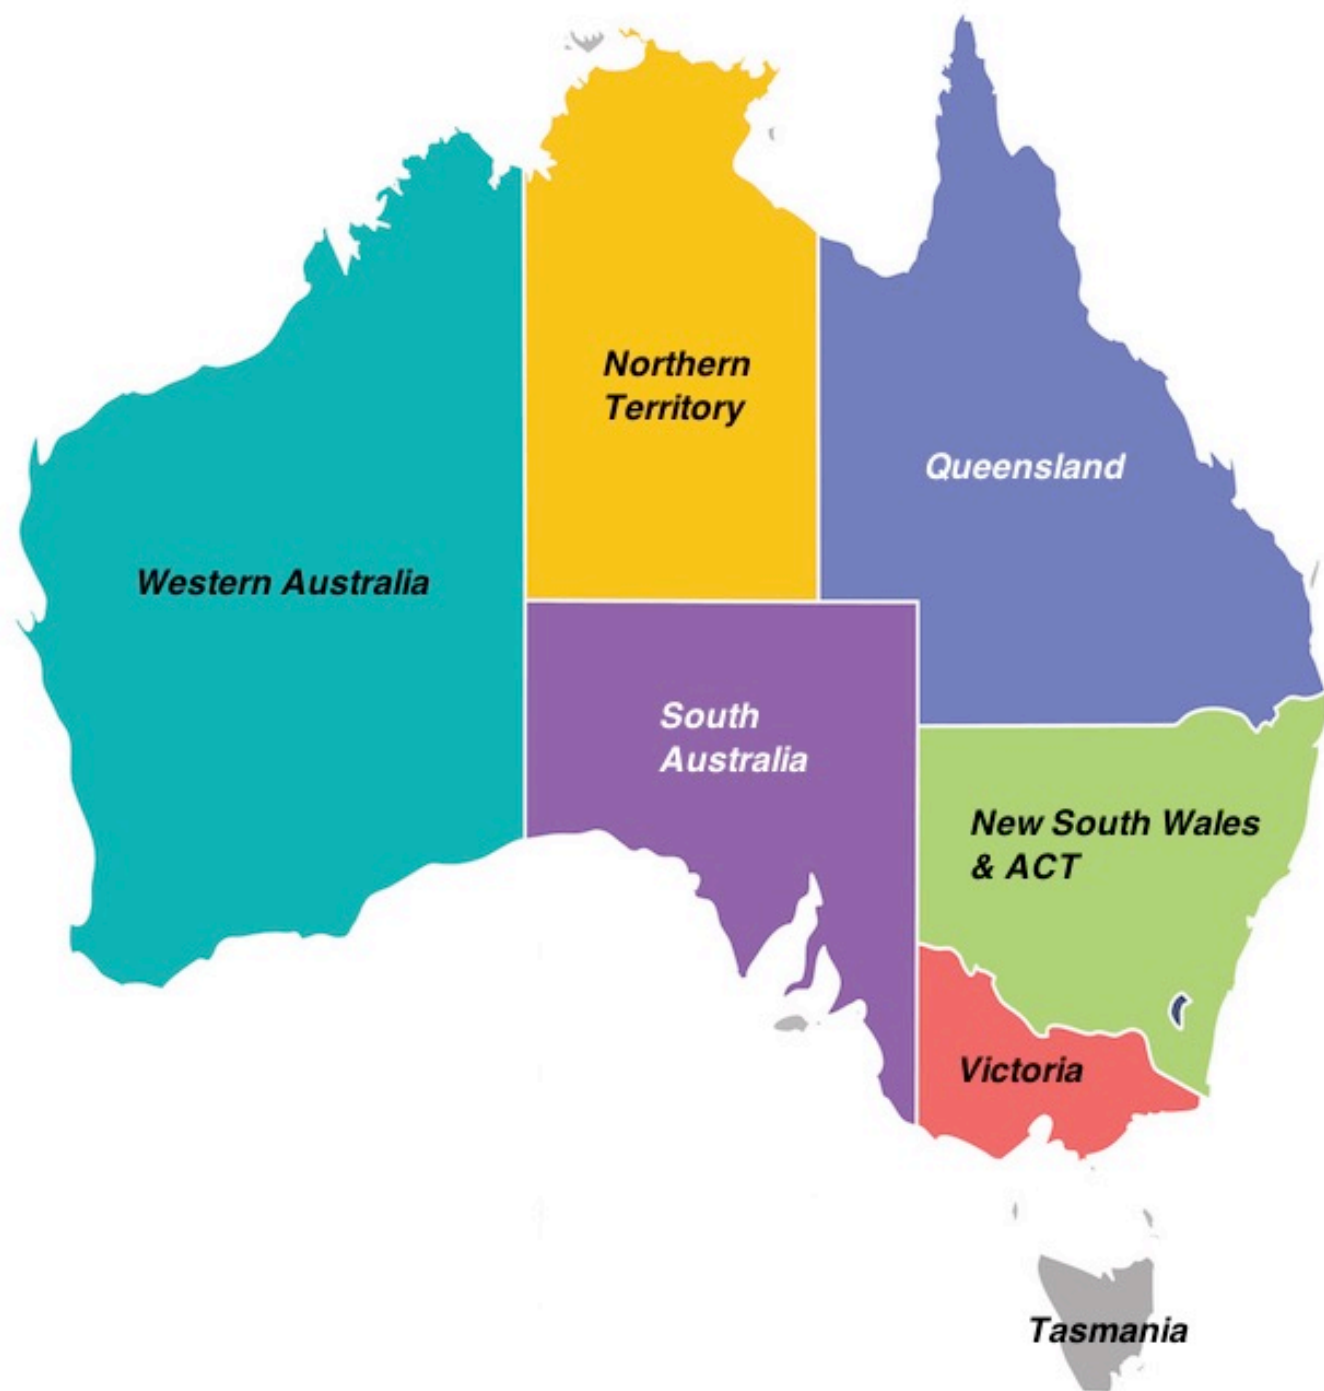 Northern
Territory
Queensland
Western Australia
South
Australia
New South Wales
& ACT
Victoria
Tasmania